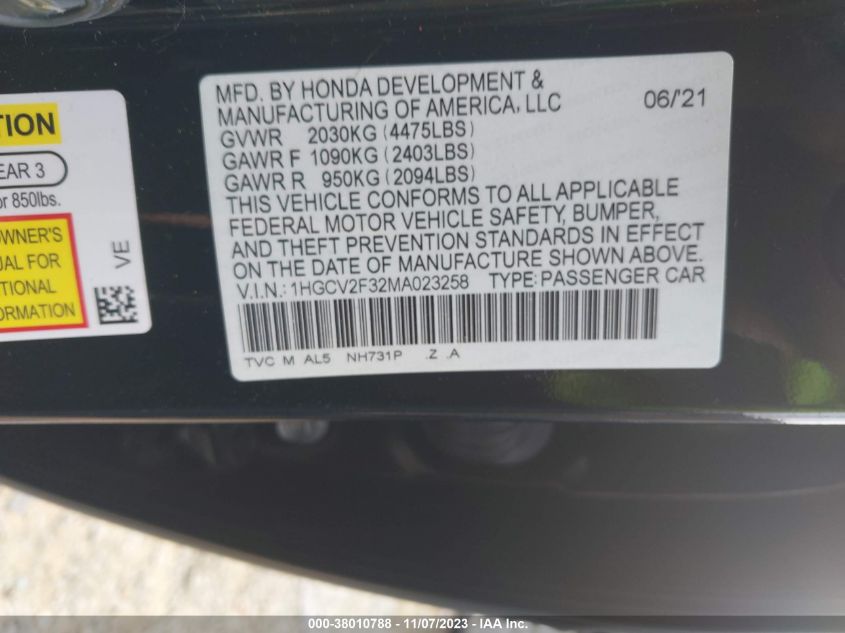 TION
EAR 3
or 850lbs.
OWNER'S
UAL FOR
TIONAL
ORMATION
VE
MFD. BY HONDA DEVELOPMENT &
MANUFACTURING OF AMERICA, LLC 06/'21
GVWR 2030KG (4475LBS)
GAWR F 1090KG (2403LBS)
GAWR R 950KG (2094LBS)
THIS VEHICLE CONFORMS TO ALL APPLICABLE
FEDERAL MOTOR VEHICLE SAFETY, BUMPER,
AND THEFT PREVENTION STANDARDS IN EFFECT
ON THE DATE OF MANUFACTURE SHOWN ABOVE.
V.I.N.: 1HGCV2F32MA023258 TYPE: PASSENGER CAR
TVC M AL5 NH731P .Z .A
000-38010788 - 11/07/2023 - IAA Inc.